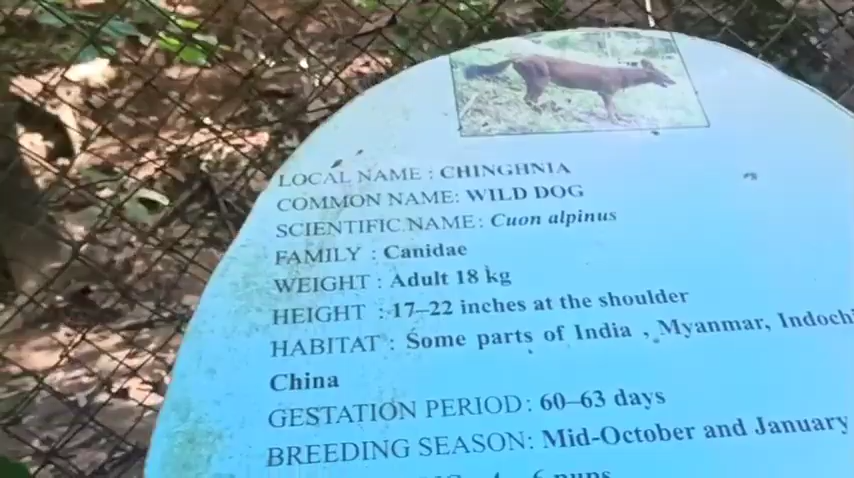 LOCAL NAME : CHINGHNIA
COMMON NAME: WILD DOG
SCIENTIFIC NAME: Cuon alpinus
FAMILY : Canidae
WEIGHT : Adult 18 kg
HEIGHT : 17–22 inches at the shoulder
HABITAT : Some parts of India , Myanmar, Indochi
China
GESTATION PERIOD: 60–63 days
BREEDING SEASON: Mid-October and January
6 pups